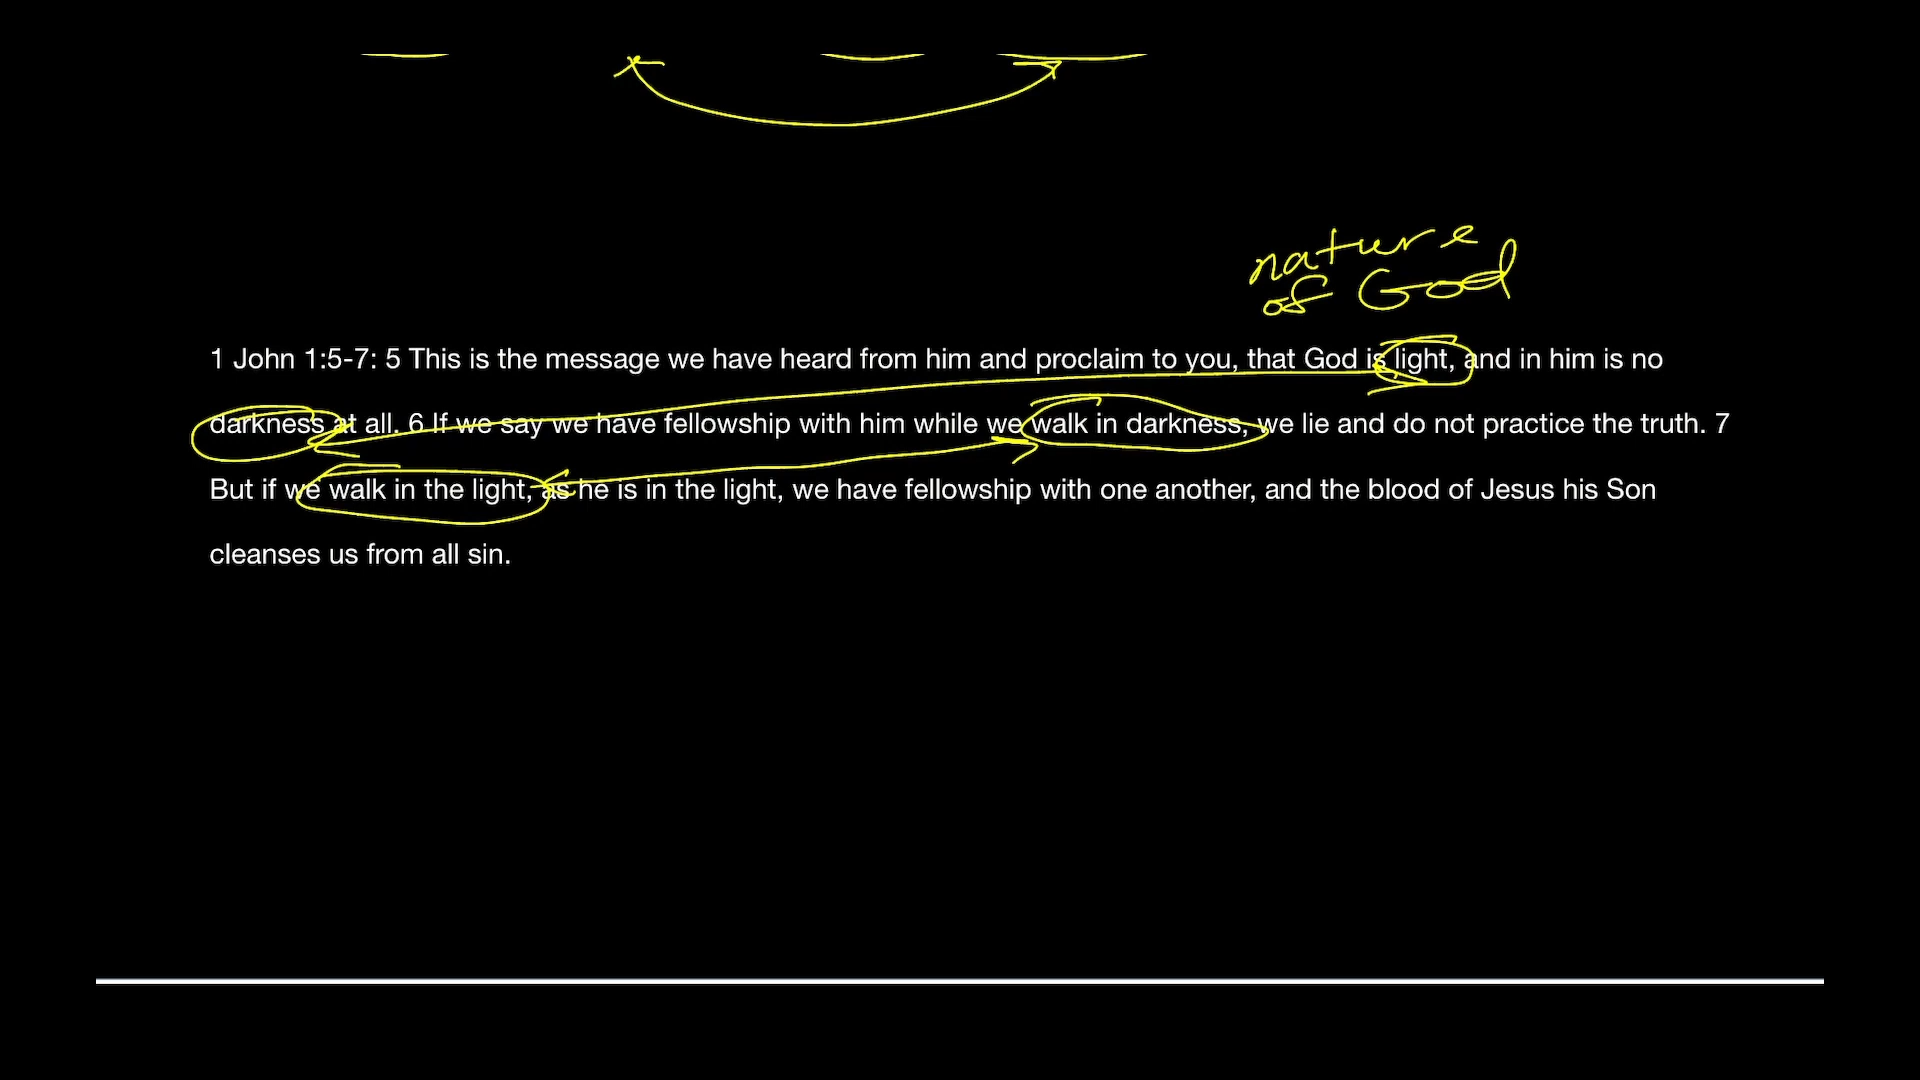 nature
of God
1 John 1:5-7: 5 This is the message we have heard from him and proclaim to you, that God is light, and in him is no
darkness at all. 6 If we say we have fellowship with him while we walk in darkness, we lie and do not practice the truth. 7
But if we walk in the light, as he is in the light, we have fellowship with one another, and the blood of Jesus his Son
cleanses us from all sin.